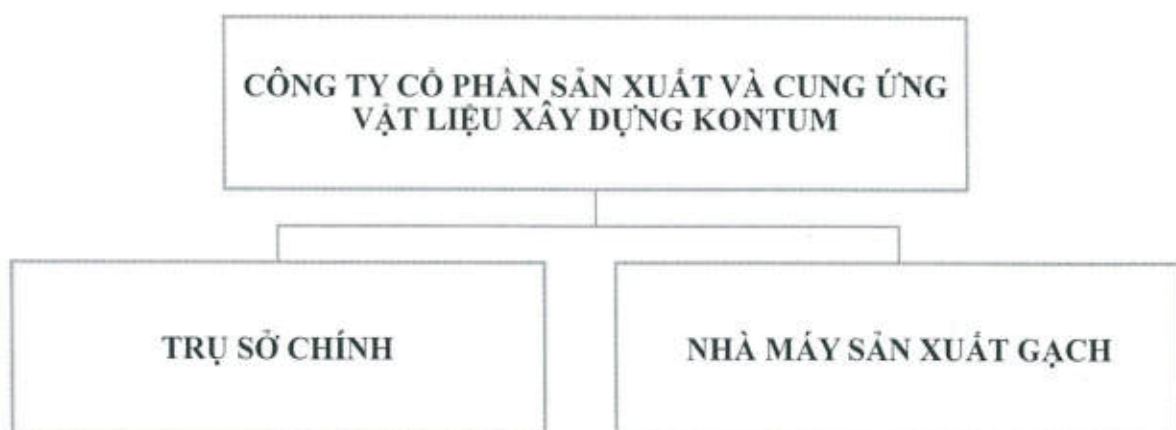 CÔNG TY CỔ PHẦN SẢN XUẤT VÀ CUNG ỨNG
VẬT LIỆU XÂY DỰNG KONTUM
TRỤ SỞ CHÍNH
NHÀ MÁY SẢN XUẤT GẠCH